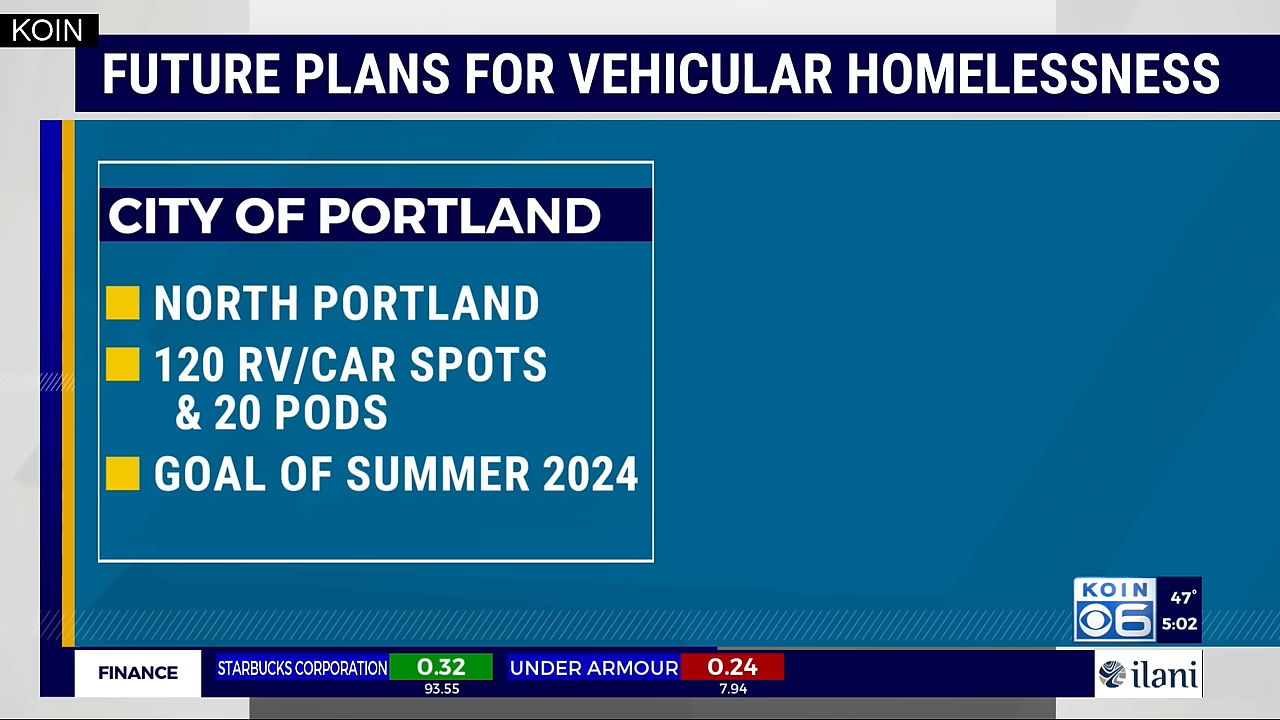 KOIN
FUTURE PLANS FOR VEHICULAR HOMELESSNESS
CITY OF PORTLAND
NORTH PORTLAND
120 RV/CAR SPOTS
& 20 PODS
GOAL OF SUMMER 2024
KOIN
6
47°
5:02
FINANCE
STARBUCKS CORPORATION
0.32
93.55
UNDER ARMOUR
0.24
7.94
ilani